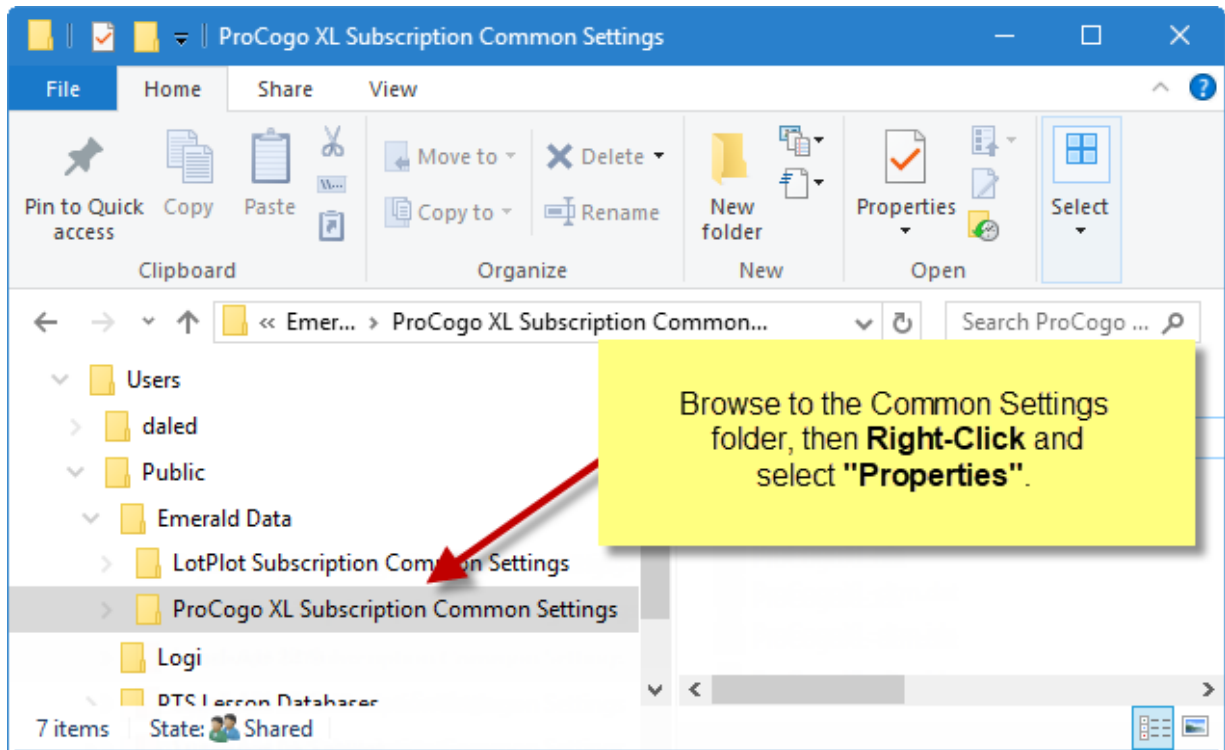 ProCogo XL Subscription Common Settings
File Home Share View
Pin to Quick access
Copy
Paste
Move to
Copy to
Delete
Rename
New folder
Properties
Select
Clipboard Organize New Open
« Emer... > ProCogo XL Subscription Common...
Search ProCogo ...
Users
daled
Public
Emerald Data
LotPlot Subscription Common Settings
ProCogo XL Subscription Common Settings
Logi
PTS Lesson Databases
Browse to the Common Settings
folder, then Right-Click and
select "Properties".
7 items State: Shared